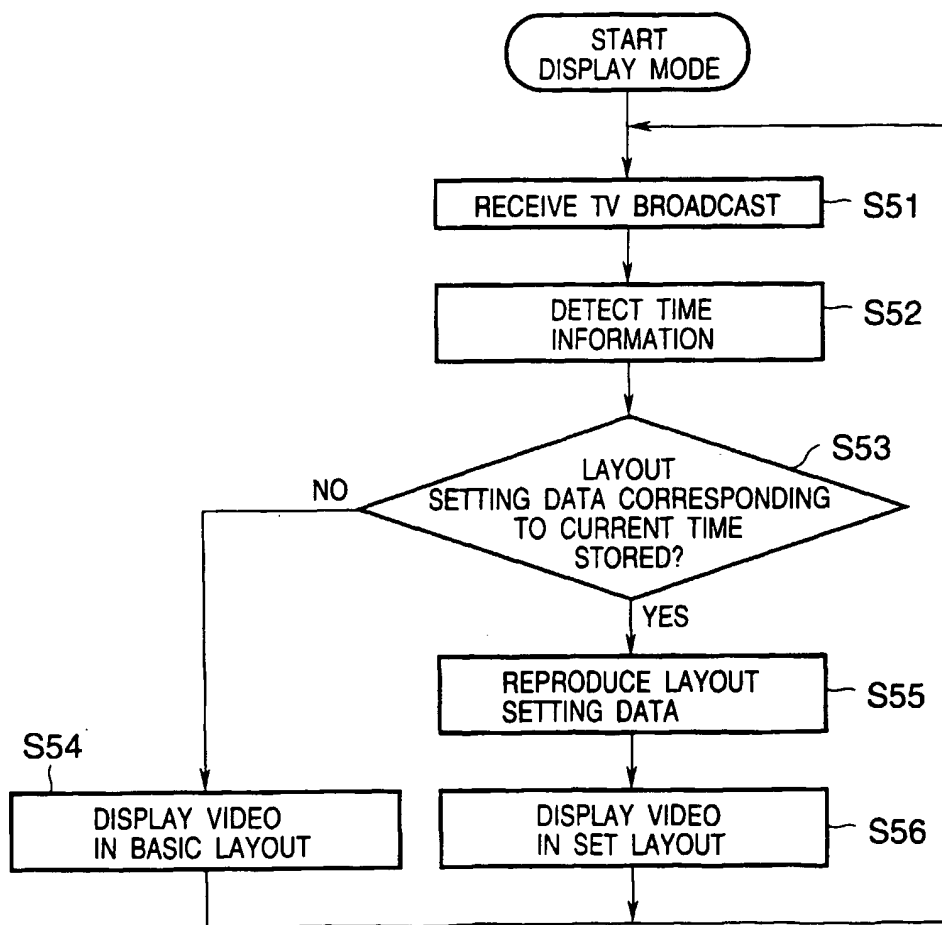 START
DISPLAY MODE
RECEIVE TV BROADCAST
S51
DETECT TIME
INFORMATION
S52
S53
LAYOUT
SETTING DATA CORRESPONDING
TO CURRENT TIME
STORED?
NO
YES
REPRODUCE LAYOUT
SETTING DATA
S55
S54
DISPLAY VIDEO
IN BASIC LAYOUT
DISPLAY VIDEO
IN SET LAYOUT
S56